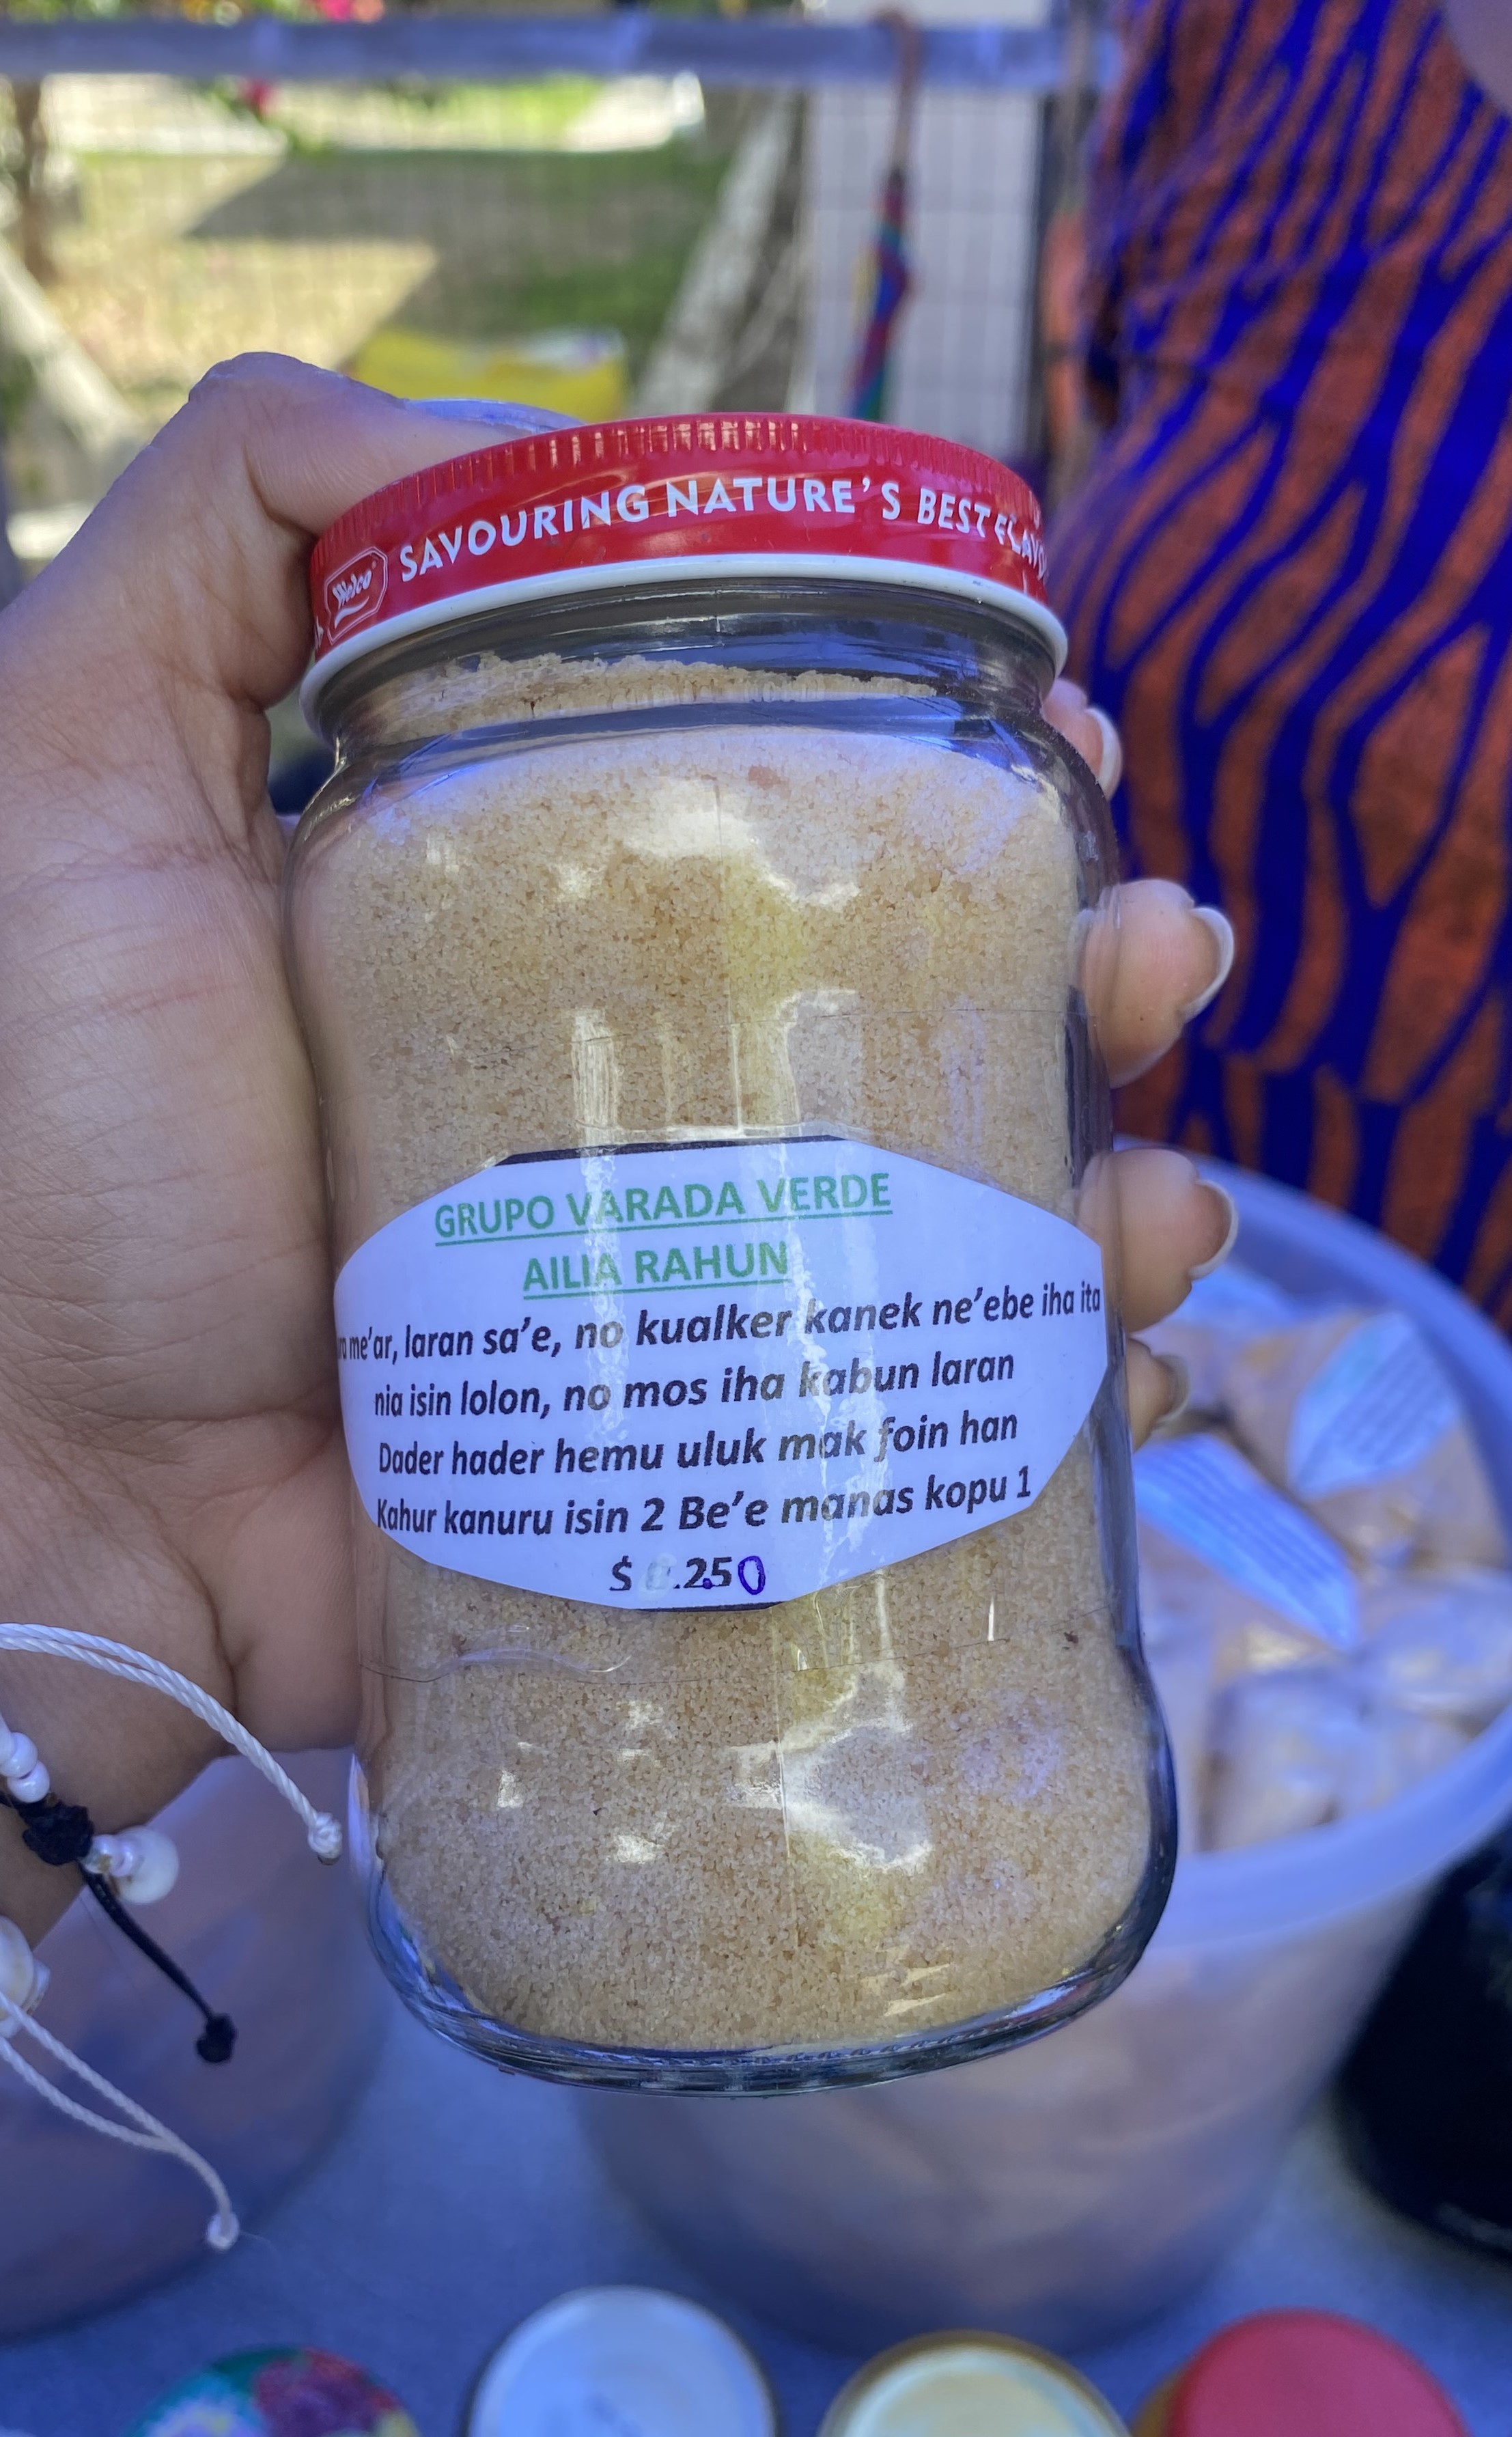 SAVOURING NATURE'S BEST
GRUPO VARADA VERDE
AILIA RAHUN
me'ar, laran sa'e, no kualker kanek ne'ebe iha ita
nia isin lolon, no mos iha kabun laran
Dader hader hemu uluk mak foin han
Kahur kanuru isin 2 Be'e manas kopu 1
$ .2.50